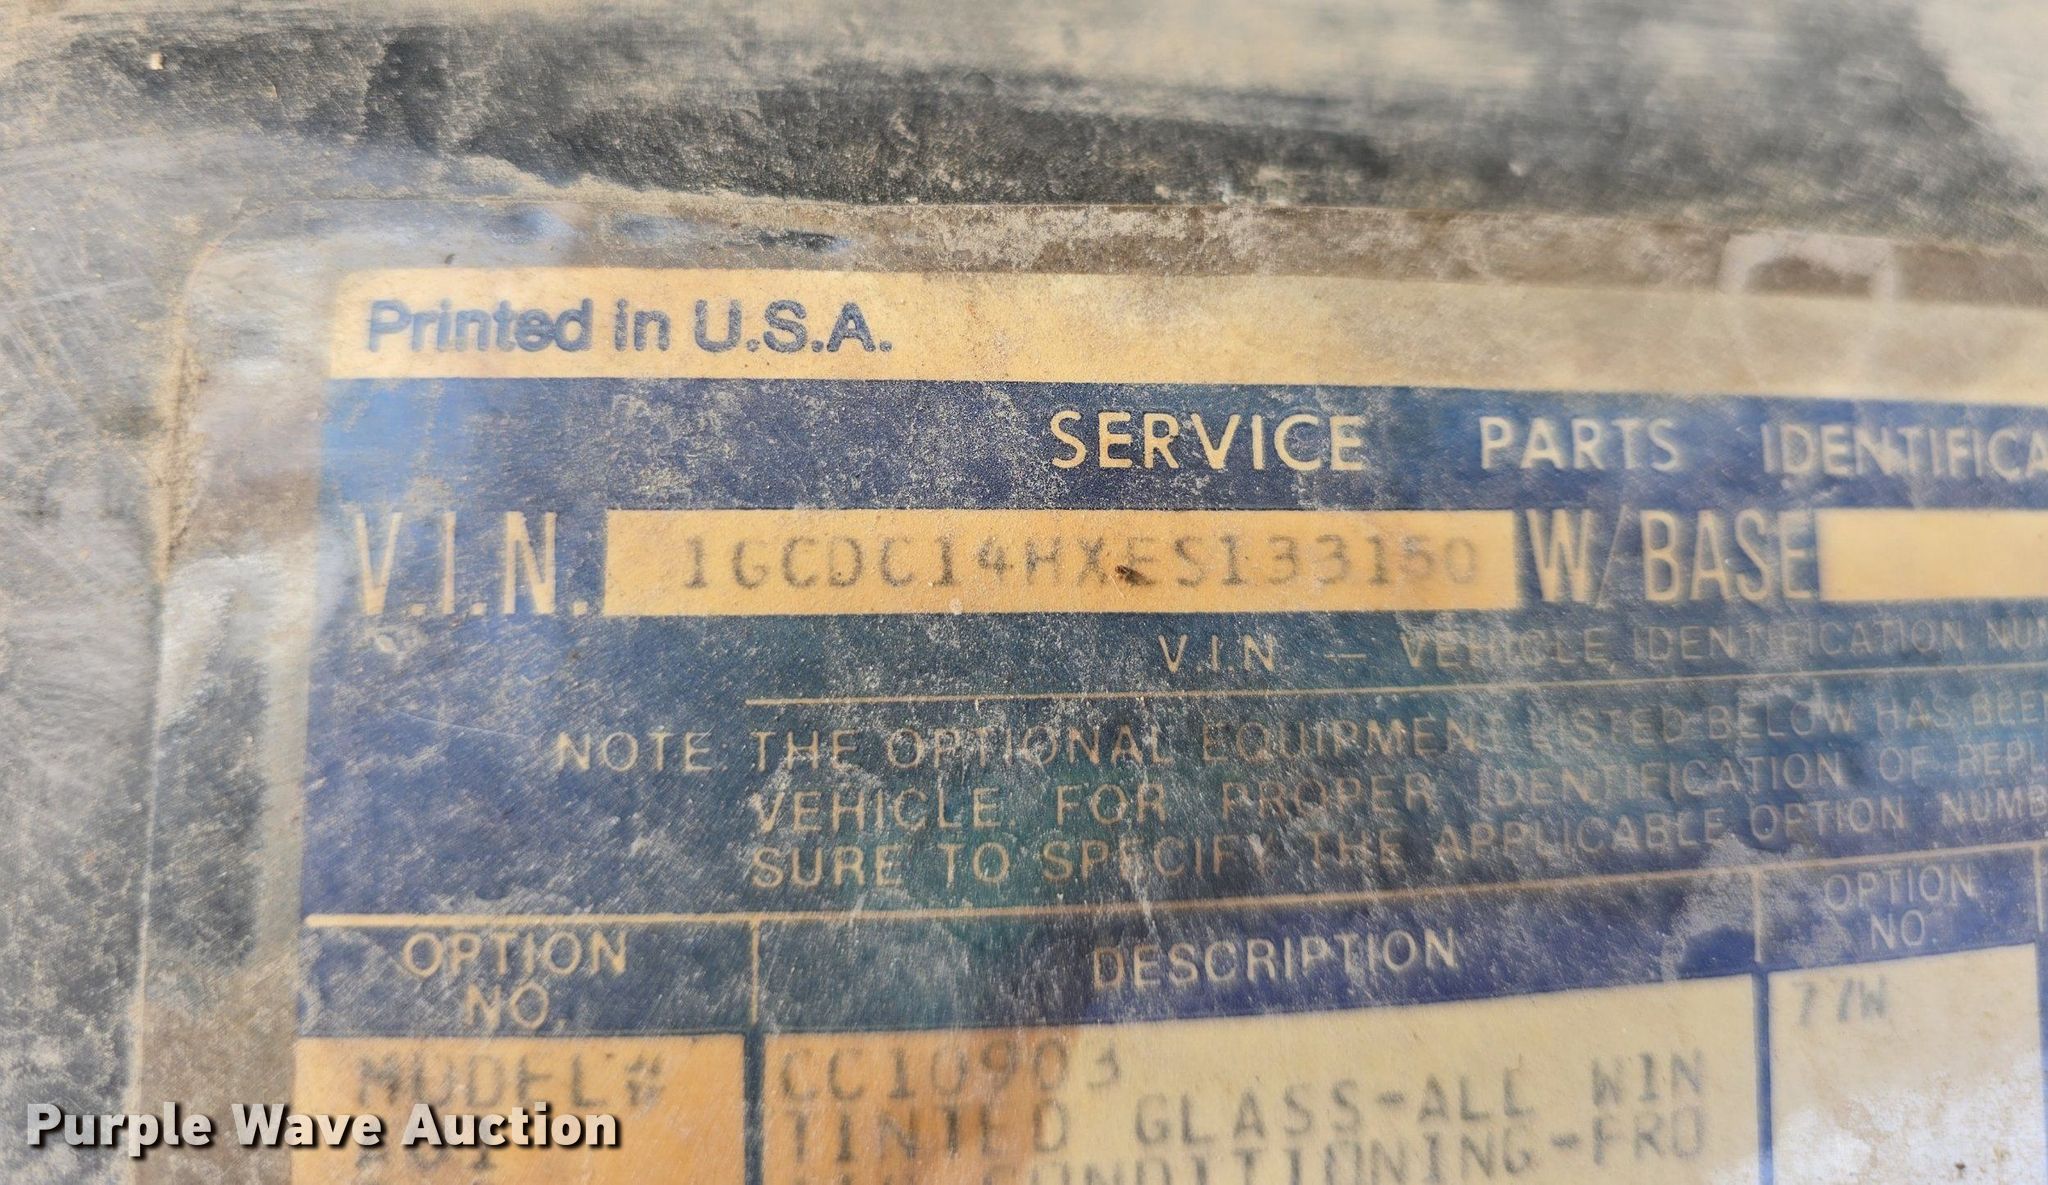 Printed in U.S.A.
SERVICE PARTS IDENTIFICA
V.I.N. 1GCDC14HXES133150 W/BASE
V.I.N. — VEHICLE IDENTIFICATION NUM
NOTE: THE OPTIONAL EQUIPMENT LISTED BELOW HAS BEEN
VEHICLE. FOR PROPER IDENTIFICATION OF REPL
SURE TO SPECIFY THE APPLICABLE OPTION NUMB
OPTION NO. DESCRIPTION OPTION NO.
MODEL# CC10903 77W
TINTED GLASS-ALL WIN
CONDITIONING-FRO
Purple Wave Auction